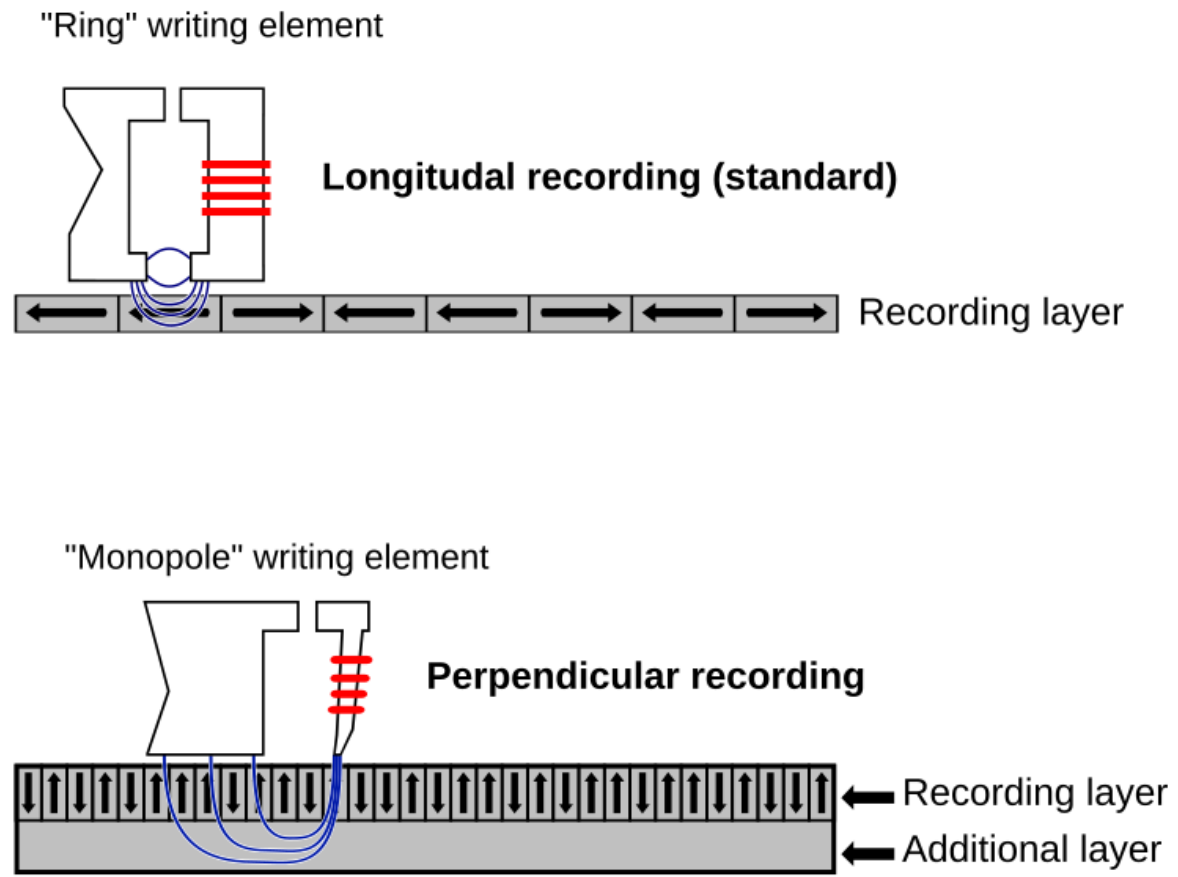 "Ring" writing element
Longitudal recording (standard)
Recording layer
"Monopole" writing element
Perpendicular recording
Recording layer
Additional layer